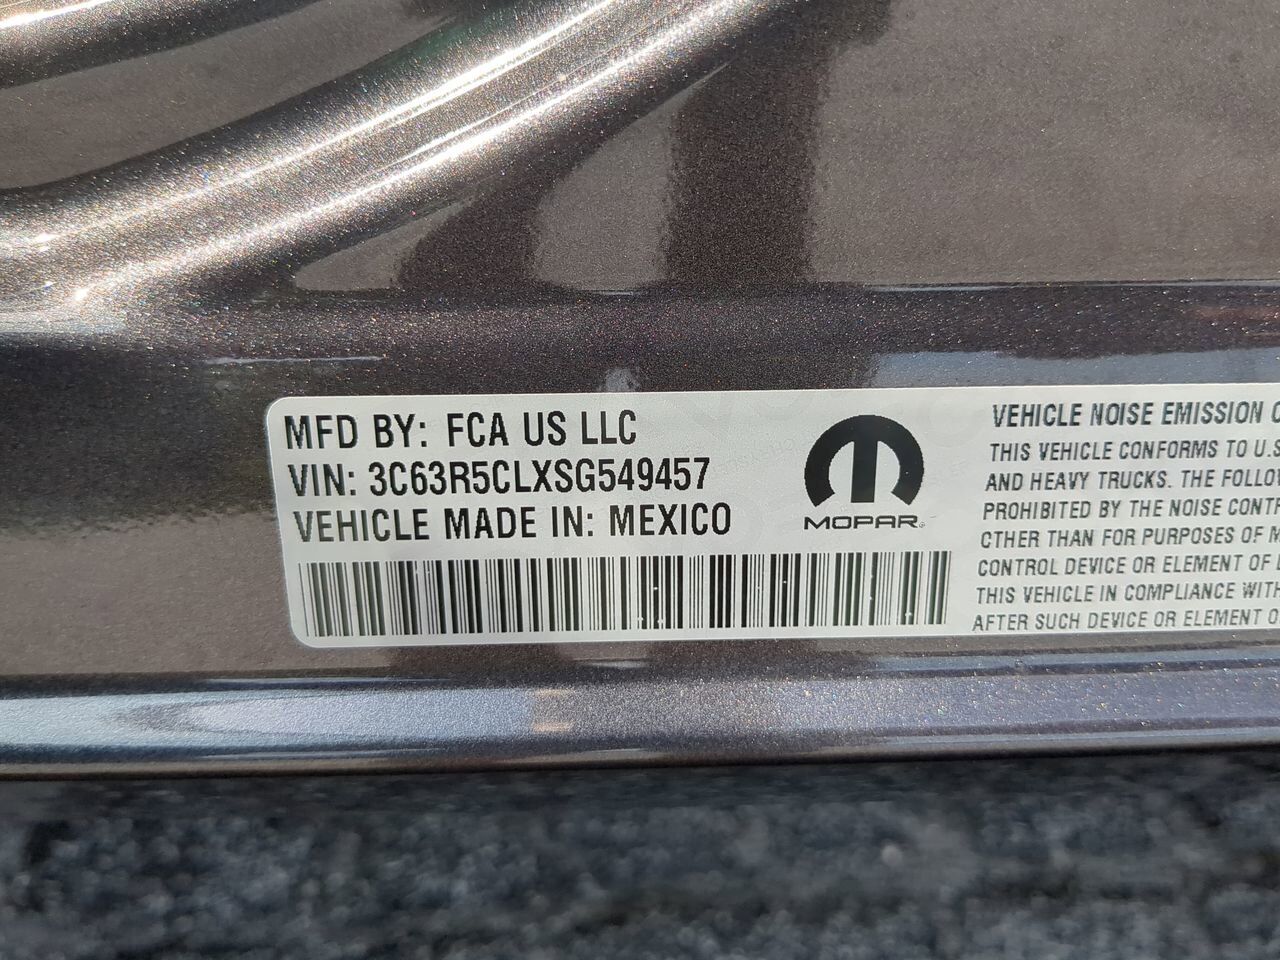 MFD BY: FCA US LLC
VIN: 3C63R5CLXSG549457
VEHICLE MADE IN: MEXICO
MOPAR®
VEHICLE NOISE EMISSION C
THIS VEHICLE CONFORMS TO U.S
AND HEAVY TRUCKS. THE FOLLOW
PROHIBITED BY THE NOISE CONTR
CTHER THAN FOR PURPOSES OF M
CONTROL DEVICE OR ELEMENT OF D
THIS VEHICLE IN COMPLIANCE WITH
AFTER SUCH DEVICE OR ELEMENT O